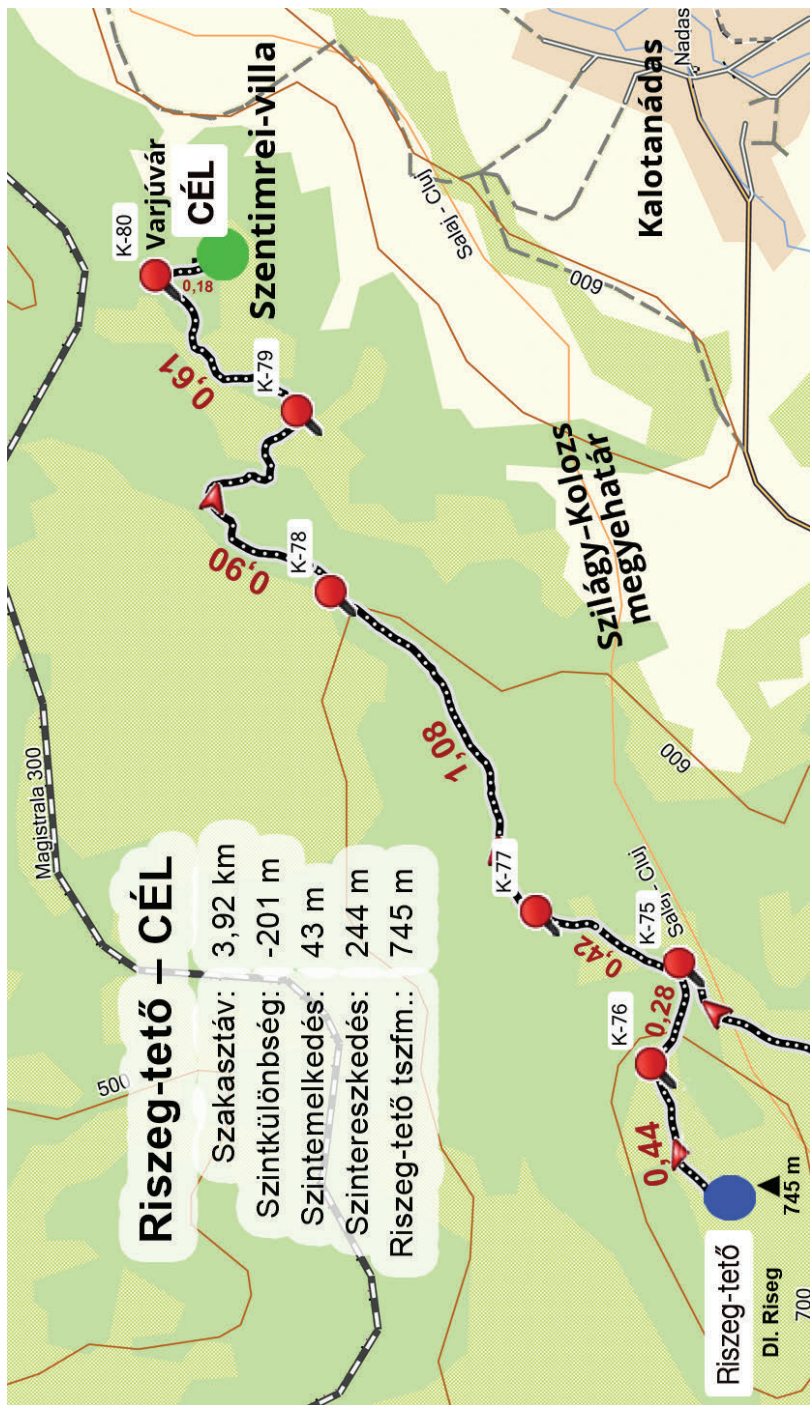 Riszeg-tető – CÉL
Szakasztáv: 3,92 km
Szintkülönbség: -201 m
Szintemelkedés: 43 m
Szintereszkedés: 244 m
Riszeg-tető tszfm.: 745 m
Magistrala 300
500
K-80
Varjúvár
CÉL
Szentimrei-villa
0,18
0,61
K-79
0,90
K-78
1,08
K-77
0,42
K-75
0,28
K-76
0,44
Riszeg-tető
Dl. Riseg
745 m
700
Salaj - Cluj
600
Szilágy–Kolozs
megyehatár
Salaj - Cluj
600
Kalotanádas
Nadas